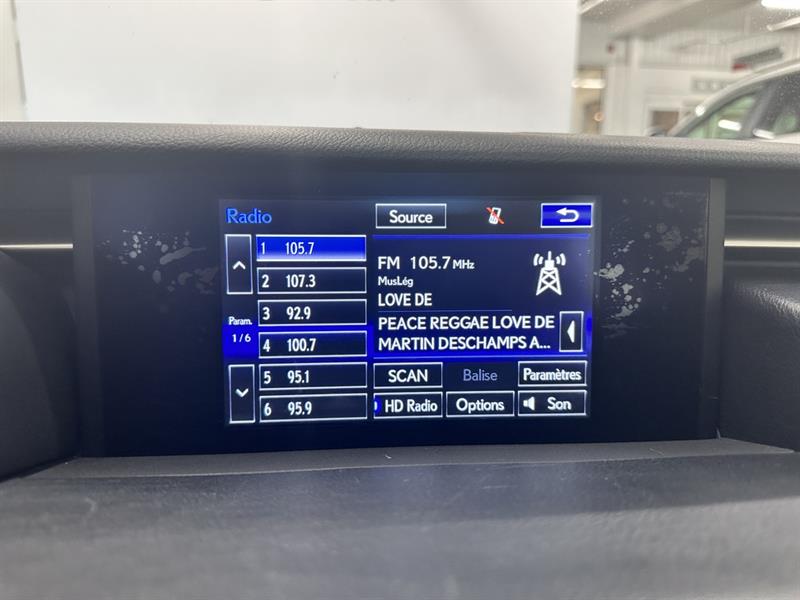 Radio
Source
1 105.7
2 107.3
3 92.9
4 100.7
5 95.1
6 95.9
Param.
1/6
FM 105.7 MHz
MusLég
LOVE DE
PEACE REGGAE LOVE DE
MARTIN DESCHAMPS A...
SCAN
Balise
Paramètres
HD Radio
Options
Son